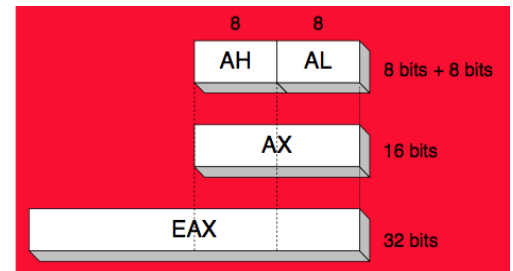 8 8
AH AL 8 bits + 8 bits
AX 16 bits
EAX 32 bits